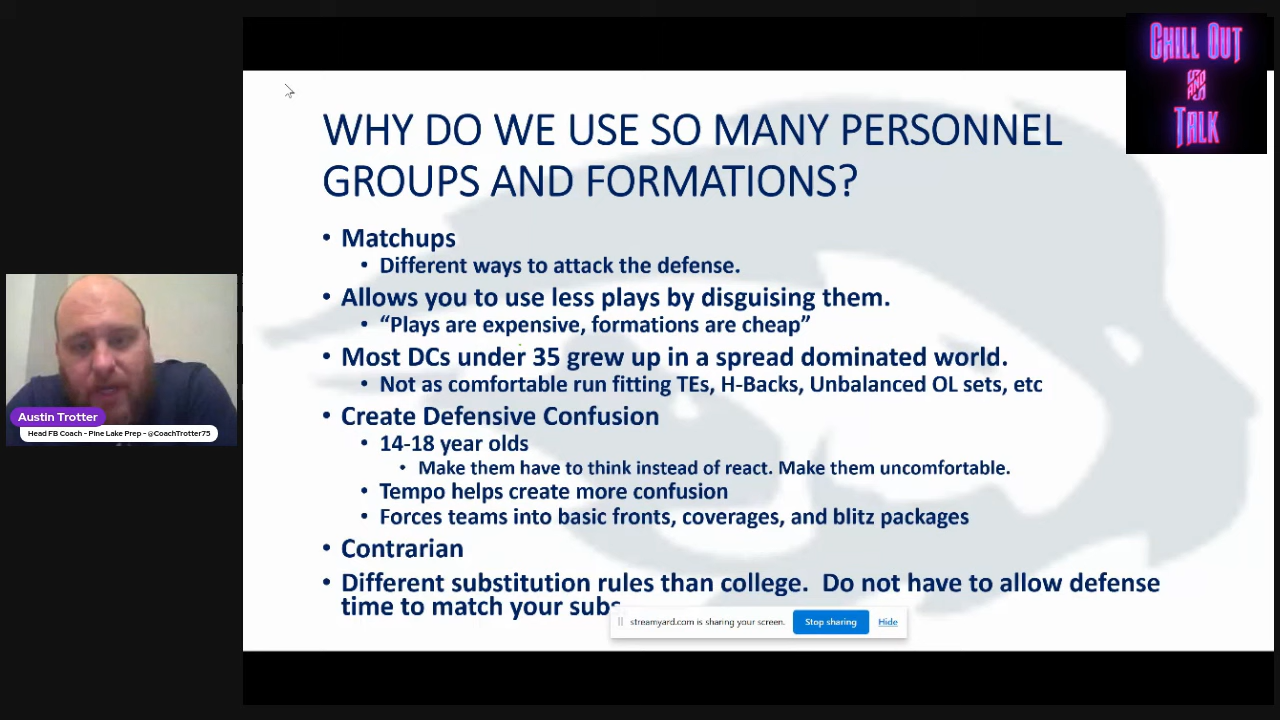 CHILL OUT
AND
TALK
WHY DO WE USE SO MANY PERSONNEL
GROUPS AND FORMATIONS?
• Matchups
• Different ways to attack the defense.
• Allows you to use less plays by disguising them.
• “Plays are expensive, formations are cheap”
• Most DCs under 35 grew up in a spread dominated world.
• Not as comfortable run fitting TEs, H-Backs, Unbalanced OL sets, etc
• Create Defensive Confusion
• 14-18 year olds
• Make them have to think instead of react. Make them uncomfortable.
• Tempo helps create more confusion
• Forces teams into basic fronts, coverages, and blitz packages
• Contrarian
• Different substitution rules than college. Do not have to allow defense
time to match your subs
streamyard.com is sharing your screen.
Stop sharing
Hide
Austin Trotter
Head FB Coach - Pine Lake Prep - @CoachTrotter75